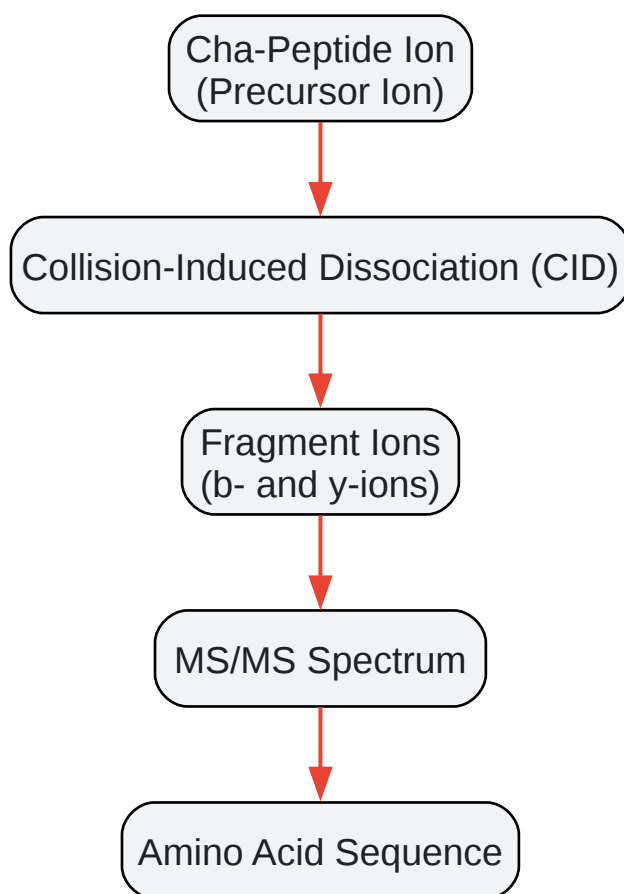 Cha-Peptide Ion
(Precursor Ion)
Collision-Induced Dissociation (CID)
Fragment Ions
(b- and y-ions)
MS/MS Spectrum
Amino Acid Sequence